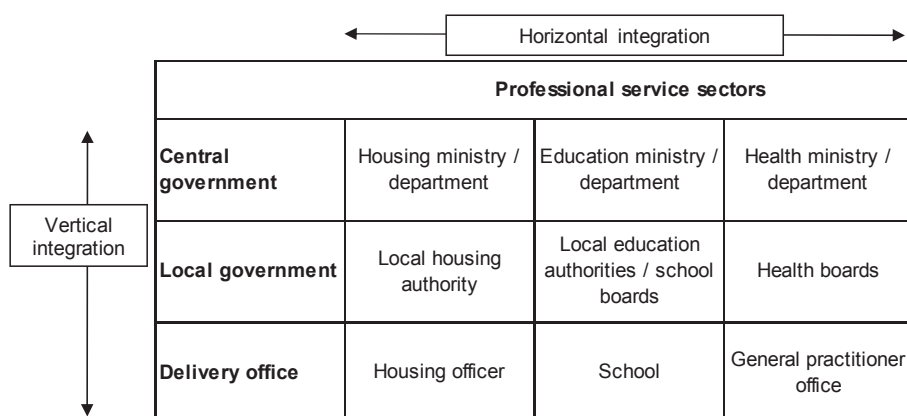 Horizontal integration
Professional service sectors
Central
government
Housing ministry /
department
Education ministry /
department
Health ministry /
department
Vertical
integration
Local government
Local housing
authority
Local education
authorities / school
boards
Health boards
Delivery office
Housing officer
School
General practitioner
office